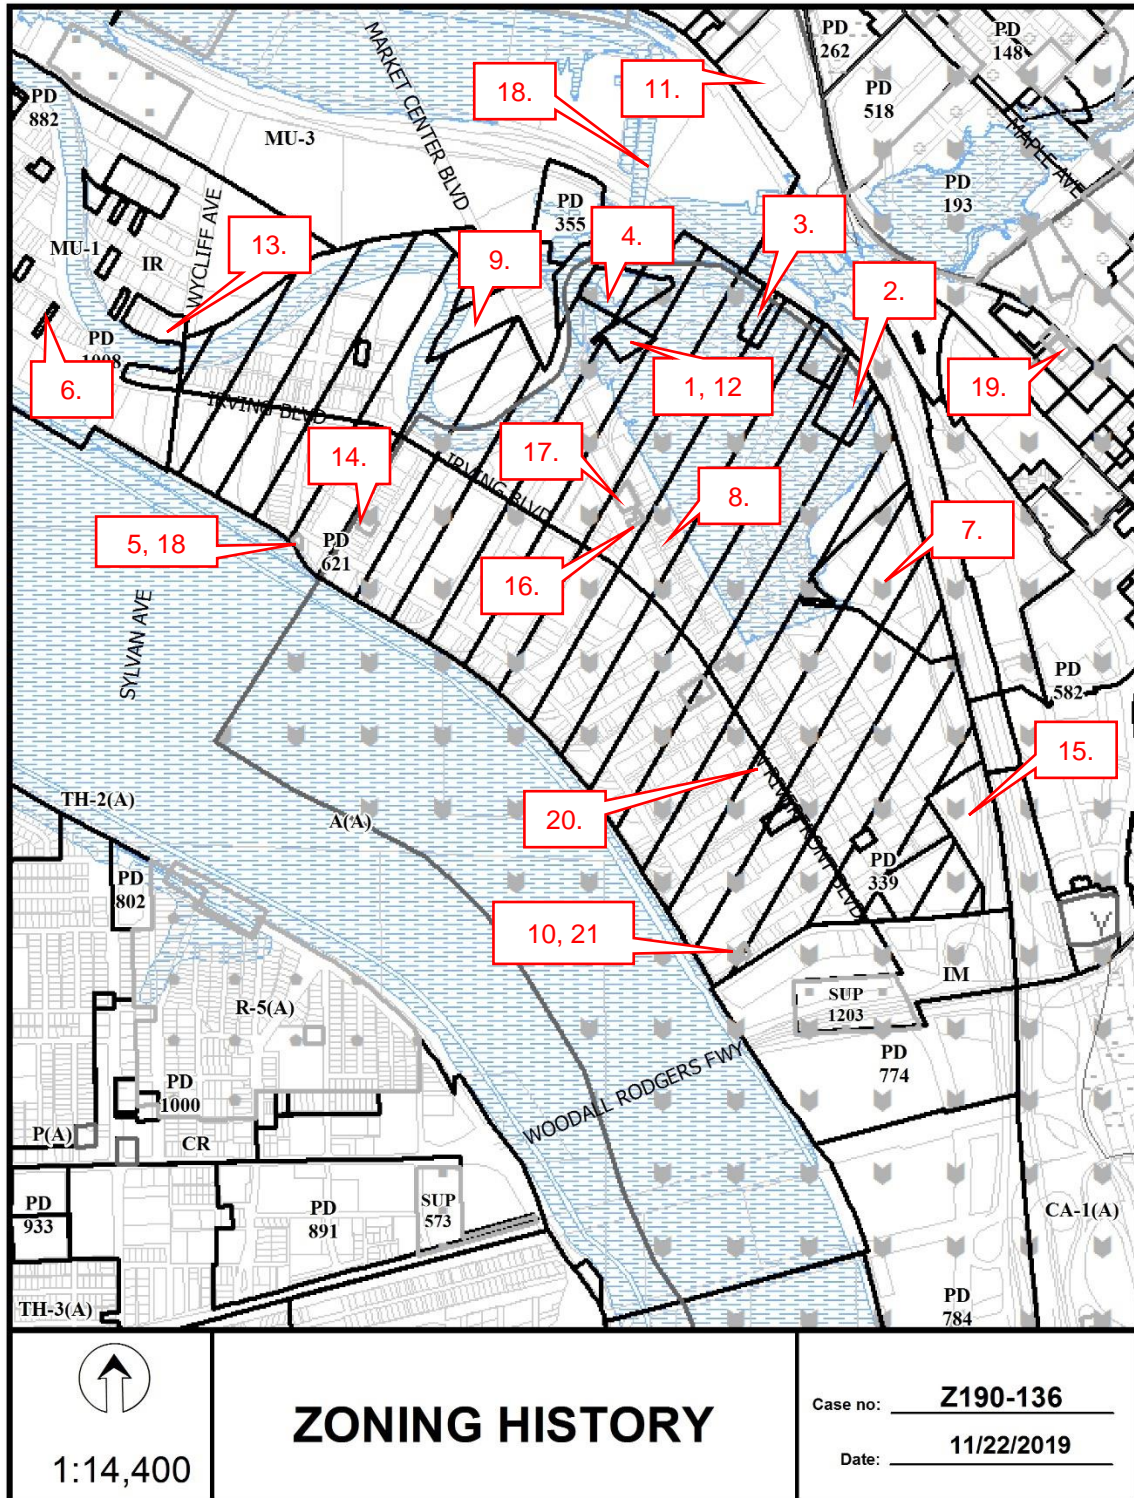 PD
262
PD
148
MARKET CENTER BLVD
18.
11.
PD
518
PD
882
MU-3
MAPLE AVE
PD
193
PD
355
WYCLIFF AVE
MU-1
IR
13.
9.
4.
3.
2.
PD
1008
6.
1, 12
19.
IRVING BLVD
14.
IRVING BLVD
17.
8.
7.
5, 18
PD
621
16.
SYLVAN AVE
PD
582
15.
TH-2(A)
A(A)
20.
N RIVERFRONT BLVD
PD
339
PD
802
10, 21
IM
SUP
1203
R-5(A)
PD
774
WOODALL RODGERS FWY
PD
1000
P(A)
CR
PD
933
PD
891
SUP
573
CA-1(A)
TH-3(A)
PD
784
1:14,400
ZONING HISTORY
Case no: Z190-136
Date: 11/22/2019